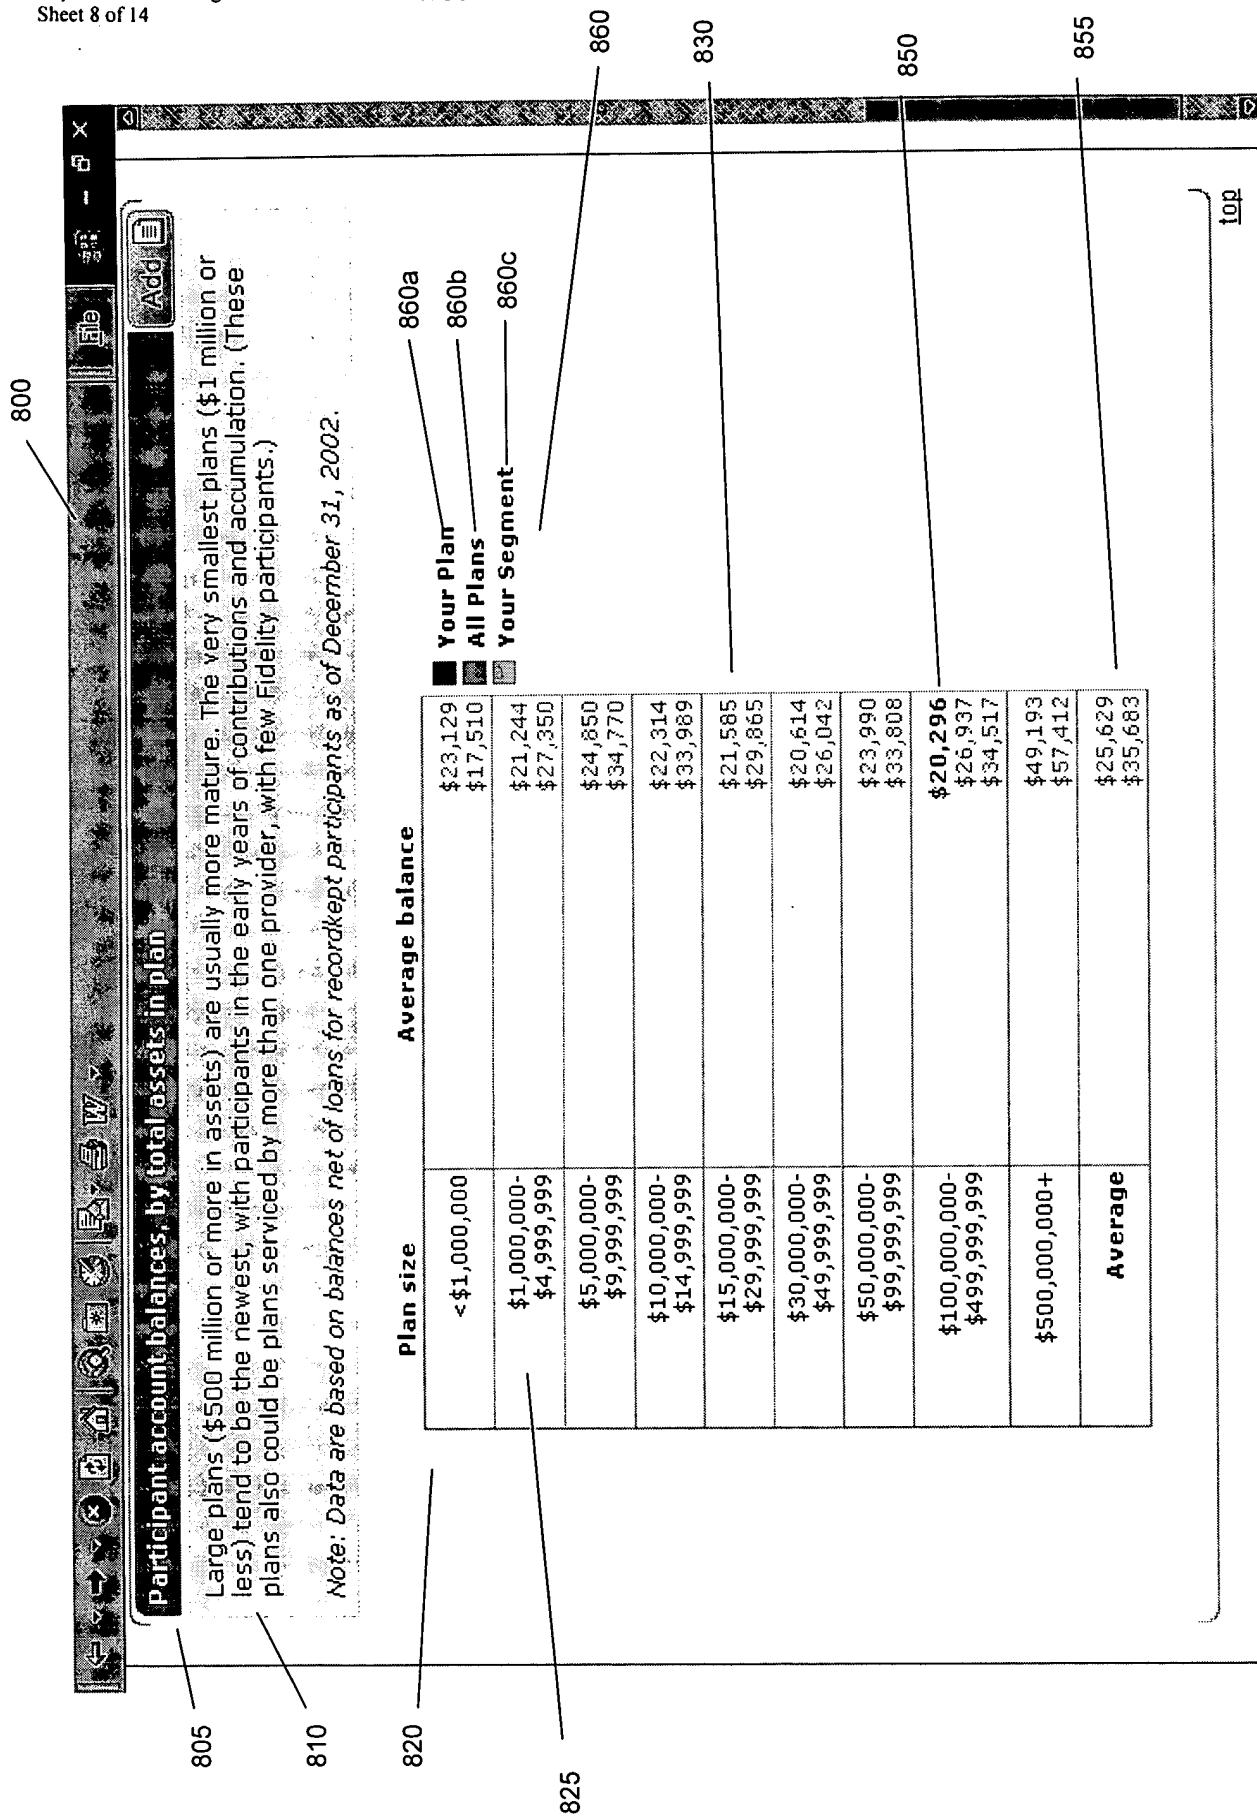 Sheet 8 of 14
800
File
805
Participant account balances, by total assets in plan
Add
810
Large plans ($500 million or more in assets) are usually more mature. The very smallest plans ($1 million or
less) tend to be the newest, with participants in the early years of contributions and accumulation. (These
plans also could be plans serviced by more than one provider, with few Fidelity participants.)
Note: Data are based on balances net of loans for recordkept participants as of December 31, 2002.
820
825
Plan size Average balance
<$1,000,000 $23,129
$17,510
$1,000,000- $21,244
$4,999,999 $27,350
$5,000,000- $24,850
$9,999,999 $34,770
$10,000,000- $22,314
$14,999,999 $33,989
$15,000,000- $21,585
$29,999,999 $29,865
$30,000,000- $20,614
$49,999,999 $26,042
$50,000,000- $23,990
$99,999,999 $33,808
$100,000,000- $20,296
$499,999,999 $26,937
$34,517
$500,000,000+ $49,193
$57,412
Average $25,629
$35,683
Your Plan 860a
All Plans 860b
Your Segment 860c
860
830
850
855
top